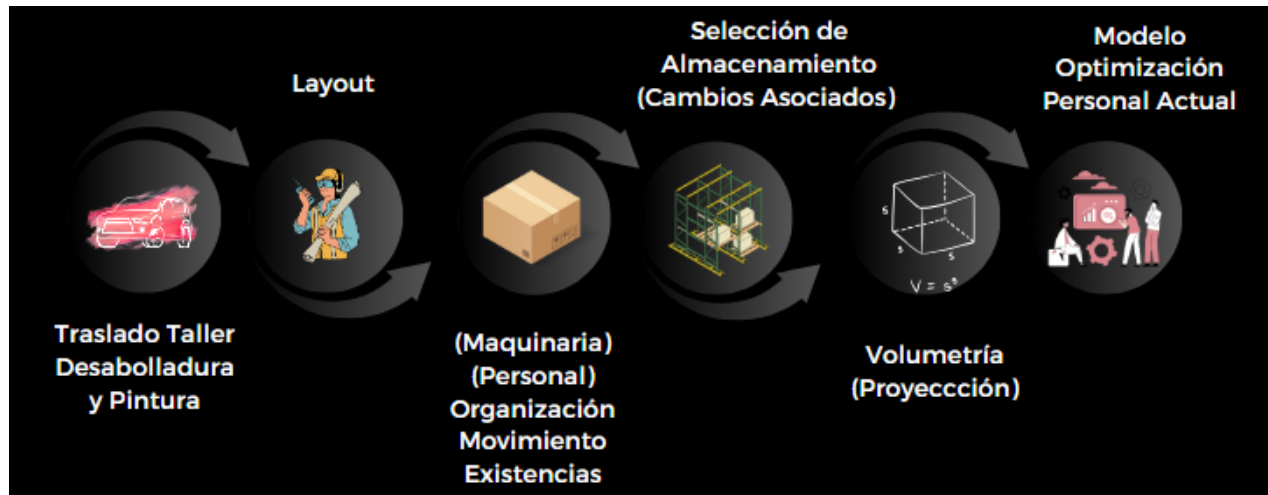 Traslado Taller
Desabolladura
y Pintura
Layout
(Maquinaria)
(Personal)
Organización
Movimiento
Existencias
Selección de
Almacenamiento
(Cambios Asociados)
Volumetría
(Proyeccción)
s
s
s
V = s³
Modelo
Optimización
Personal Actual